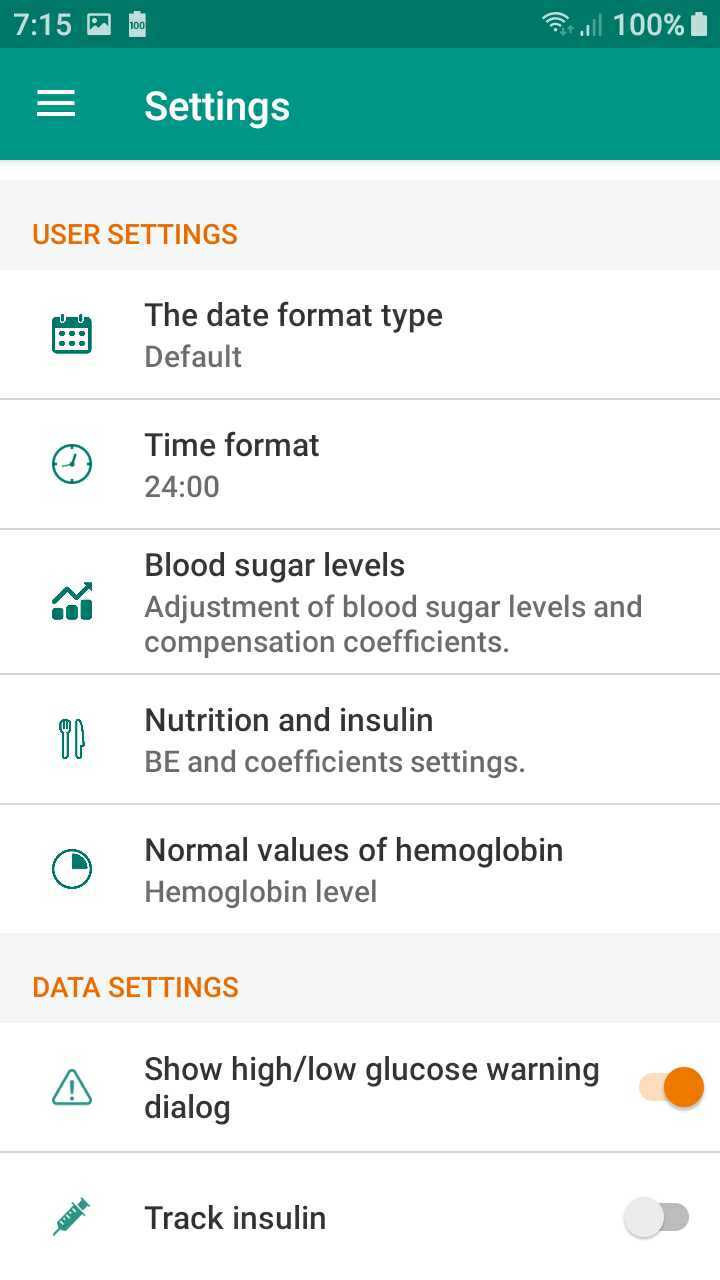 7:15 100 100%
Settings
USER SETTINGS
The date format type
Default
Time format
24:00
Blood sugar levels
Adjustment of blood sugar levels and
compensation coefficients.
Nutrition and insulin
BE and coefficients settings.
Normal values of hemoglobin
Hemoglobin level
DATA SETTINGS
Show high/low glucose warning
dialog
Track insulin